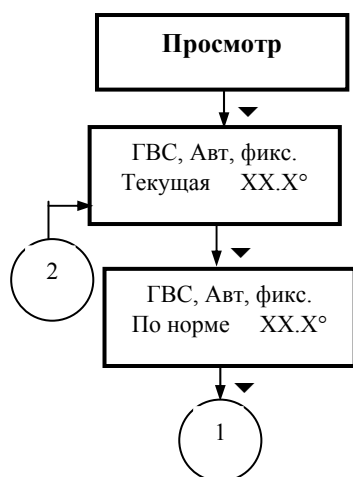 Просмотр
ГВС, Авт, фикс.
Текущая XX.X°
2
ГВС, Авт, фикс.
По норме XX.X°
1